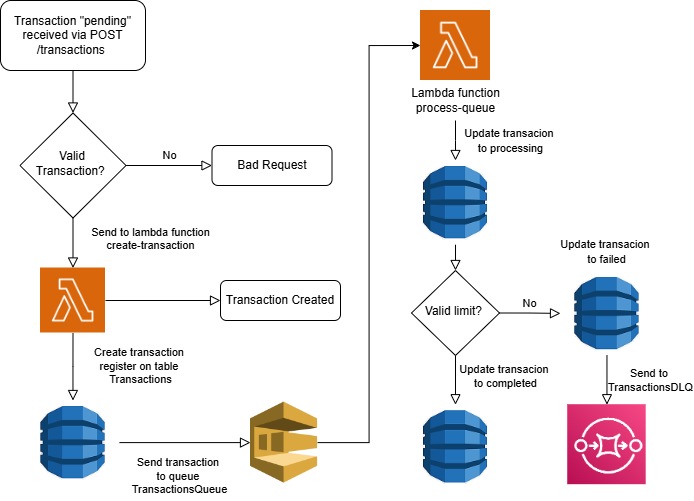 Transaction "pending"
received via POST
/transactions
Valid
Transaction?
No
Bad Request
Send to lambda function
create-transaction
Transaction Created
Create transaction
register on table
Transactions
Send transaction
to queue
TransactionsQueue
Lambda function
process-queue
Update transacion
to processing
Valid limit?
No
Update transacion
to failed
Update transacion
to completed
Send to
TransactionsDLQ